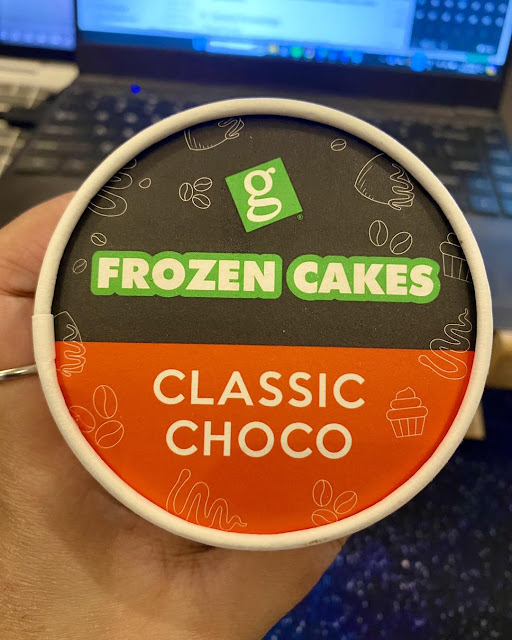 g
FROZEN CAKES
CLASSIC
CHOCO